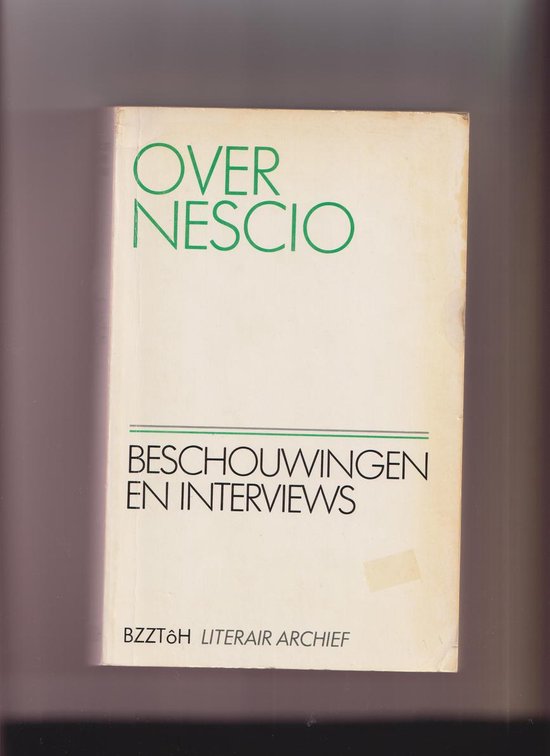 OVER
NESCIO
BESCHOUWINGEN
EN INTERVIEWS
BZZTôH LITERAIR ARCHIEF